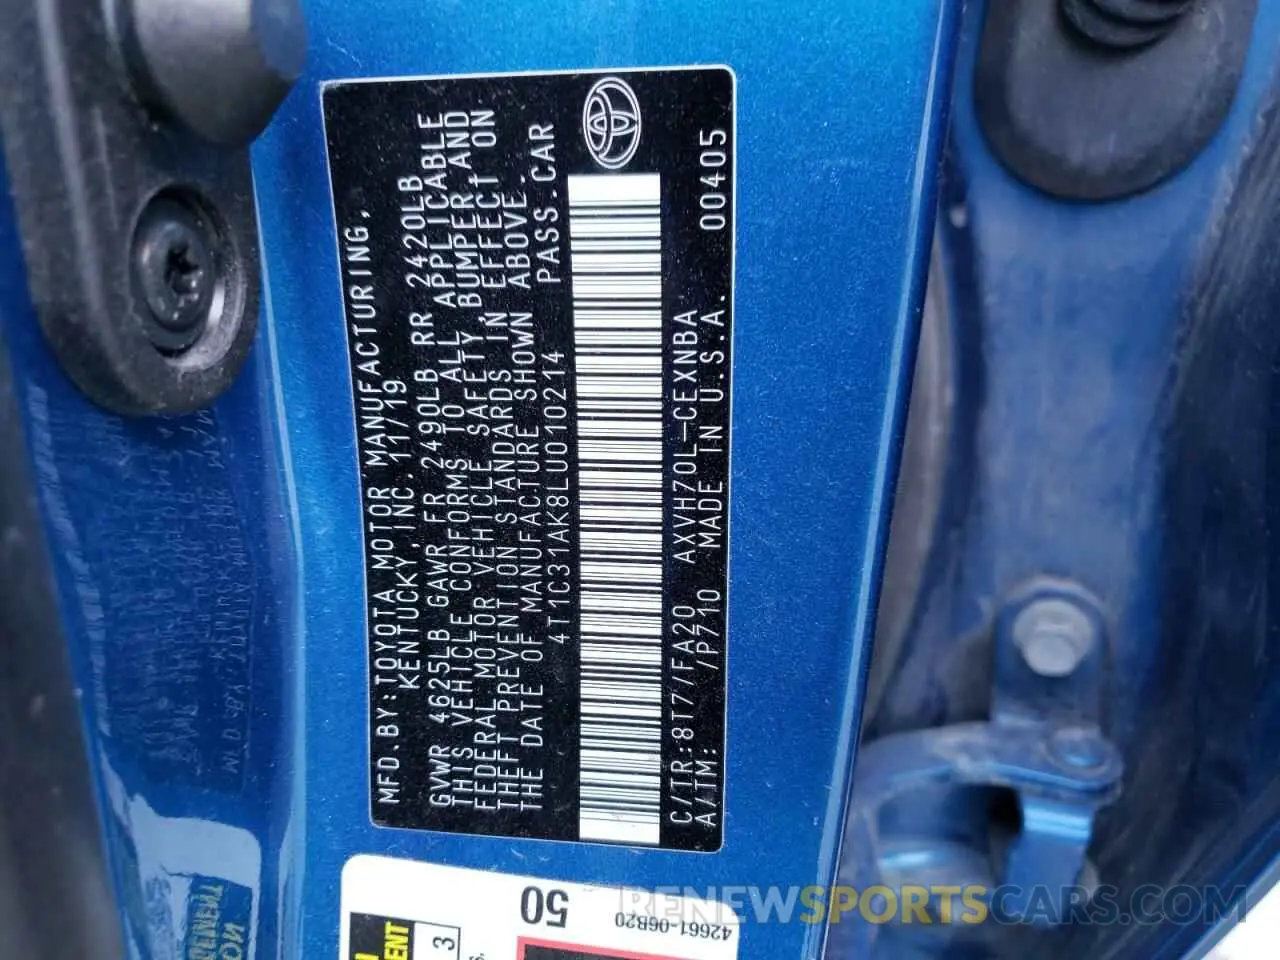 MFD.BY:TOYOTA MOTOR MANUFACTURING,
KENTUCKY,INC. 11/19
GVWR 4625LB GAWR FR 2490LB RR 2420LB
THIS VEHICLE CONFORMS TO ALL APPLICABLE
FEDERAL MOTOR VEHICLE SAFETY,BUMPER,AND
THEFT PREVENTION STANDARDS IN EFFECT ON
THE DATE OF MANUFACTURE SHOWN ABOVE.
4T1C31AK8LU010214 PASS.CAR
C/TR:8T7/FA20 AXVH70L-CEXNBA 00405
A/TM: /P710 MADE IN U.S.A.
50
42661-06B20
3
RENEWSPORTSCARS.COM